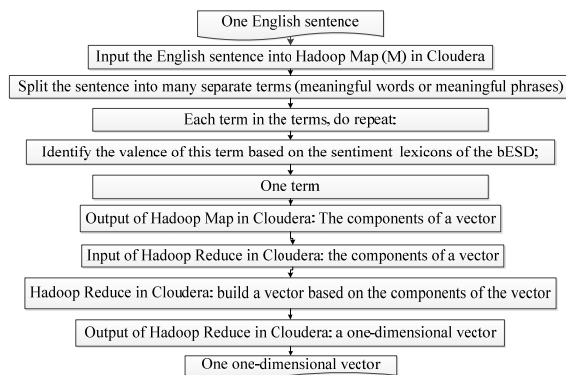 One English sentence
Input the English sentence into Hadoop Map (M) in Cloudera
Split the sentence into many separate terms (meaningful words or meaningful phrases)
Each term in the terms, do repeat:
Identify the valence of this term based on the sentiment lexicons of the bESD;
One term
Output of Hadoop Map in Cloudera: The components of a vector
Input of Hadoop Reduce in Cloudera: the components of a vector
Hadoop Reduce in Cloudera: build a vector based on the components of the vector
Output of Hadoop Reduce in Cloudera: a one-dimensional vector
One one-dimensional vector